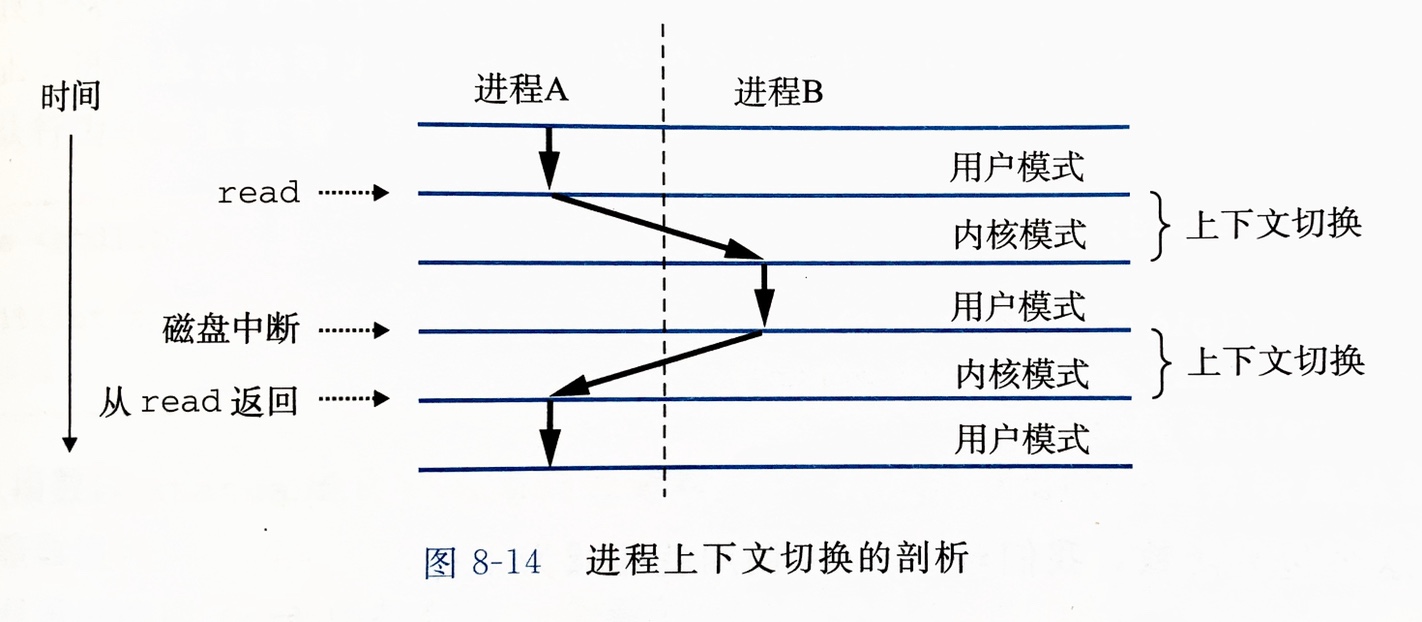 时间
进程A
进程B
用户模式
read
内核模式
上下文切换
用户模式
磁盘中断
内核模式
上下文切换
从 read 返回
用户模式
图 8-14 进程上下文切换的剖析